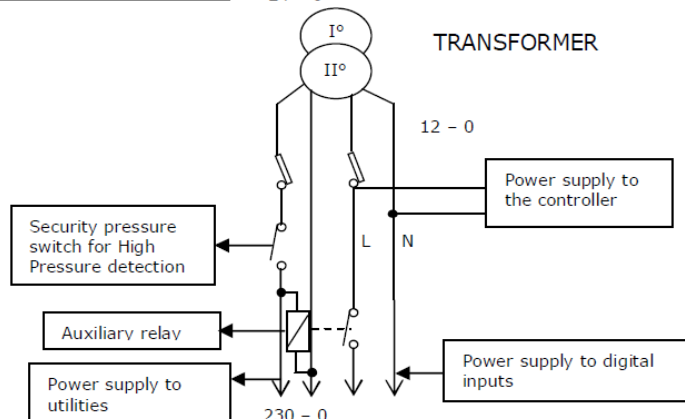 I°
II°
TRANSFORMER
12 – 0
Power supply to
the controller
Security pressure
switch for High
Pressure detection
L N
Auxiliary relay
Power supply to digital
inputs
Power supply to
utilities
230 – 0